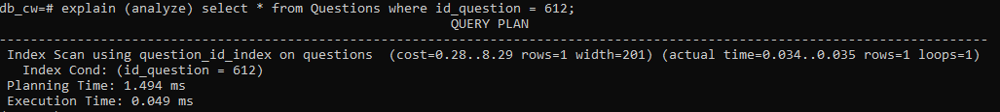 db_cw=# explain (analyze) select * from Questions where id_question = 612;
QUERY PLAN
---------------------------------------------------------------------------------------------------------------------------------
Index Scan using question_id_index on questions  (cost=0.28..8.29 rows=1 width=201) (actual time=0.034..0.035 rows=1 loops=1)
Index Cond: (id_question = 612)
Planning Time: 1.494 ms
Execution Time: 0.049 ms